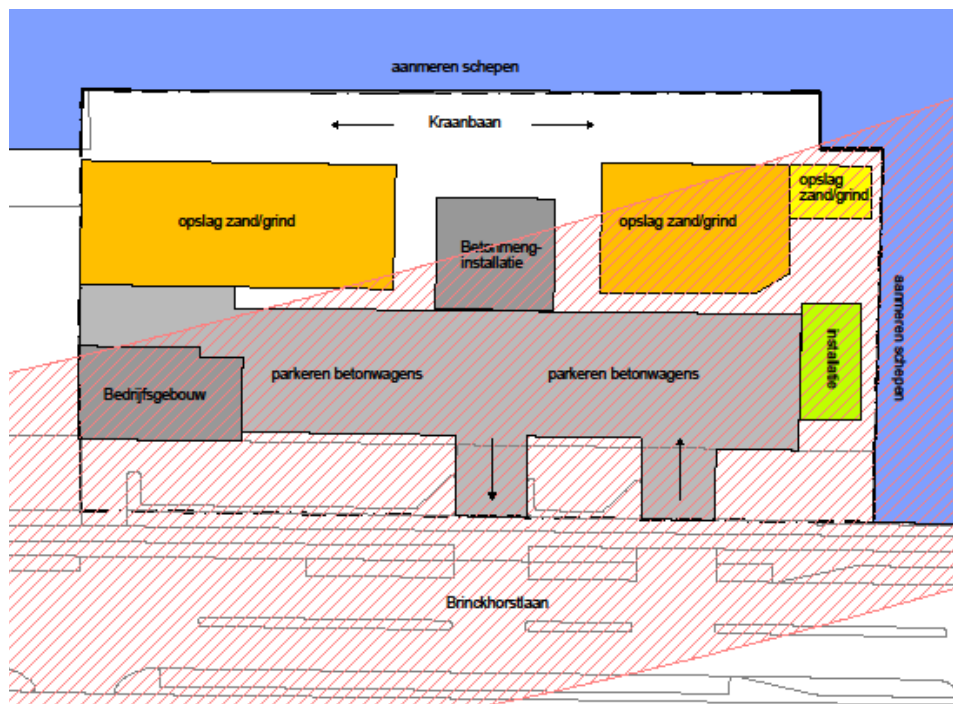 aanmeren schepen
Kraanbaan
opslag zand/grind
opslag zand/grind
opslag
zand/grind
Betonmeng-
installatie
aanmeren schepen
installatie
parkeren betonwagens
parkeren betonwagens
Bedrijfsgebouw
Brinckhorstlaan